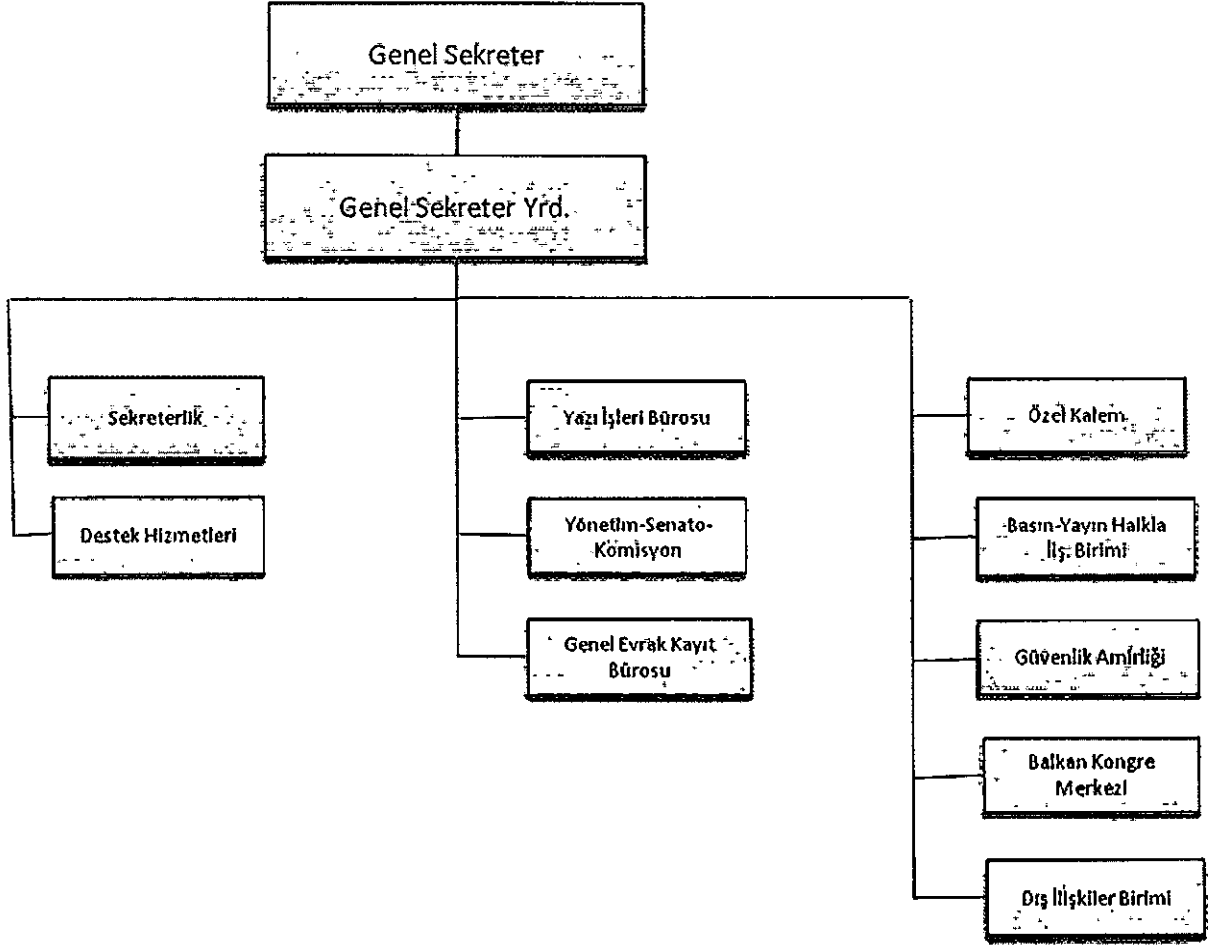 Genel Sekreter
Genel Sekreter Yrd.
Sekreterlik
Destek Hizmetleri
Yazı İşleri Bürosu
Yönetim-Senato-
Komisyon
Genel Evrak Kayıt
Bürosu
Özel Kalem
Basın-Yayın Halkla
İliş. Birimi
Güvenlik Amirliği
Balkan Kongre
Merkezi
Dış İlişkiler Birimi